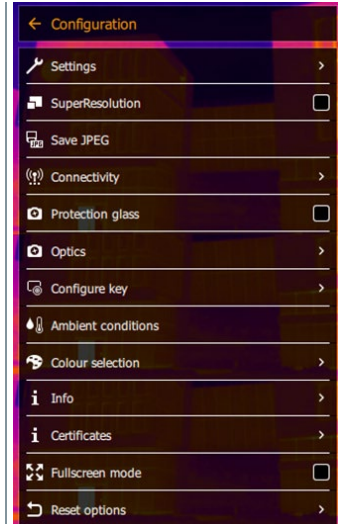 Configuration
Settings
SuperResolution
JPG Save JPEG
Connectivity
Protection glass
Optics
Configure key
Ambient conditions
Colour selection
Info
Certificates
Fullscreen mode
Reset options